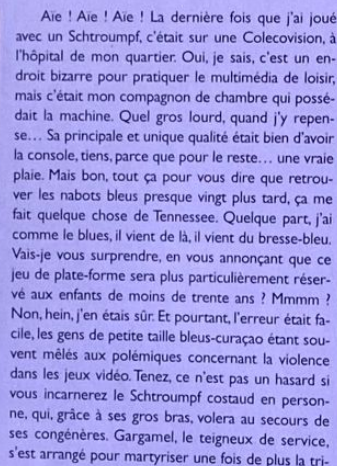 Aïe ! Aïe ! Aïe ! La dernière fois que j'ai joué
avec un Schtroumpf, c'était sur une Colecovision, à
l'hôpital de mon quartier. Oui, je sais, c'est un en-
droit bizarre pour pratiquer le multimédia de loisir,
mais c'était mon compagnon de chambre qui possé-
dait la machine. Quel gros lourd, quand j'y repen-
se... Sa principale et unique qualité était bien d'avoir
la console, tiens, parce que pour le reste... une vraie
plaie. Mais bon, tout ça pour vous dire que retrou-
ver les nabots bleus presque vingt plus tard, ça me
fait quelque chose de Tennessee. Quelque part, j'ai
comme le blues, il vient de là, il vient du bresse-bleu.
Vais-je vous surprendre, en vous annonçant que ce
jeu de plate-forme sera plus particulièrement réser-
vé aux enfants de moins de trente ans ? Mmmm ?
Non, hein, j'en étais sûr. Et pourtant, l'erreur était fa-
cile, les gens de petite taille bleus-curaçao étant sou-
vent mêlés aux polémiques concernant la violence
dans les jeux vidéo. Tenez, ce n'est pas un hasard si
vous incarnerez le Schtroumpf costaud en person-
ne, qui, grâce à ses gros bras, volera au secours de
ses congénères. Gargamel, le teigneux de service,
s'est arrangé pour martyriser une fois de plus la tri-